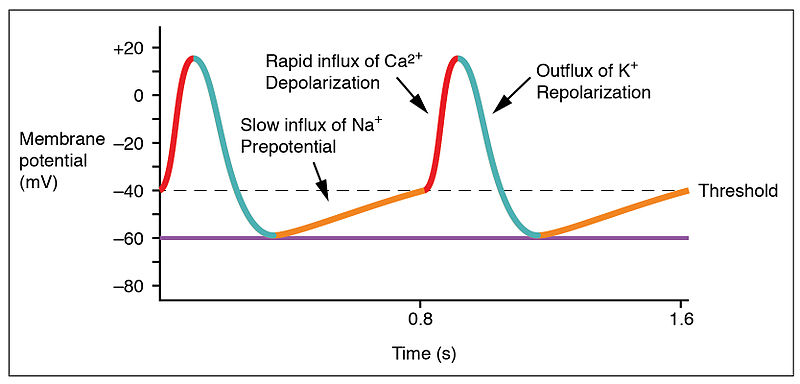 +20
0
–20
–40
–60
–80
Membrane
potential
(mV)
Rapid influx of Ca²⁺
Depolarization
Slow influx of Na⁺
Prepotential
Outflux of K⁺
Repolarization
Threshold
0.8
1.6
Time (s)